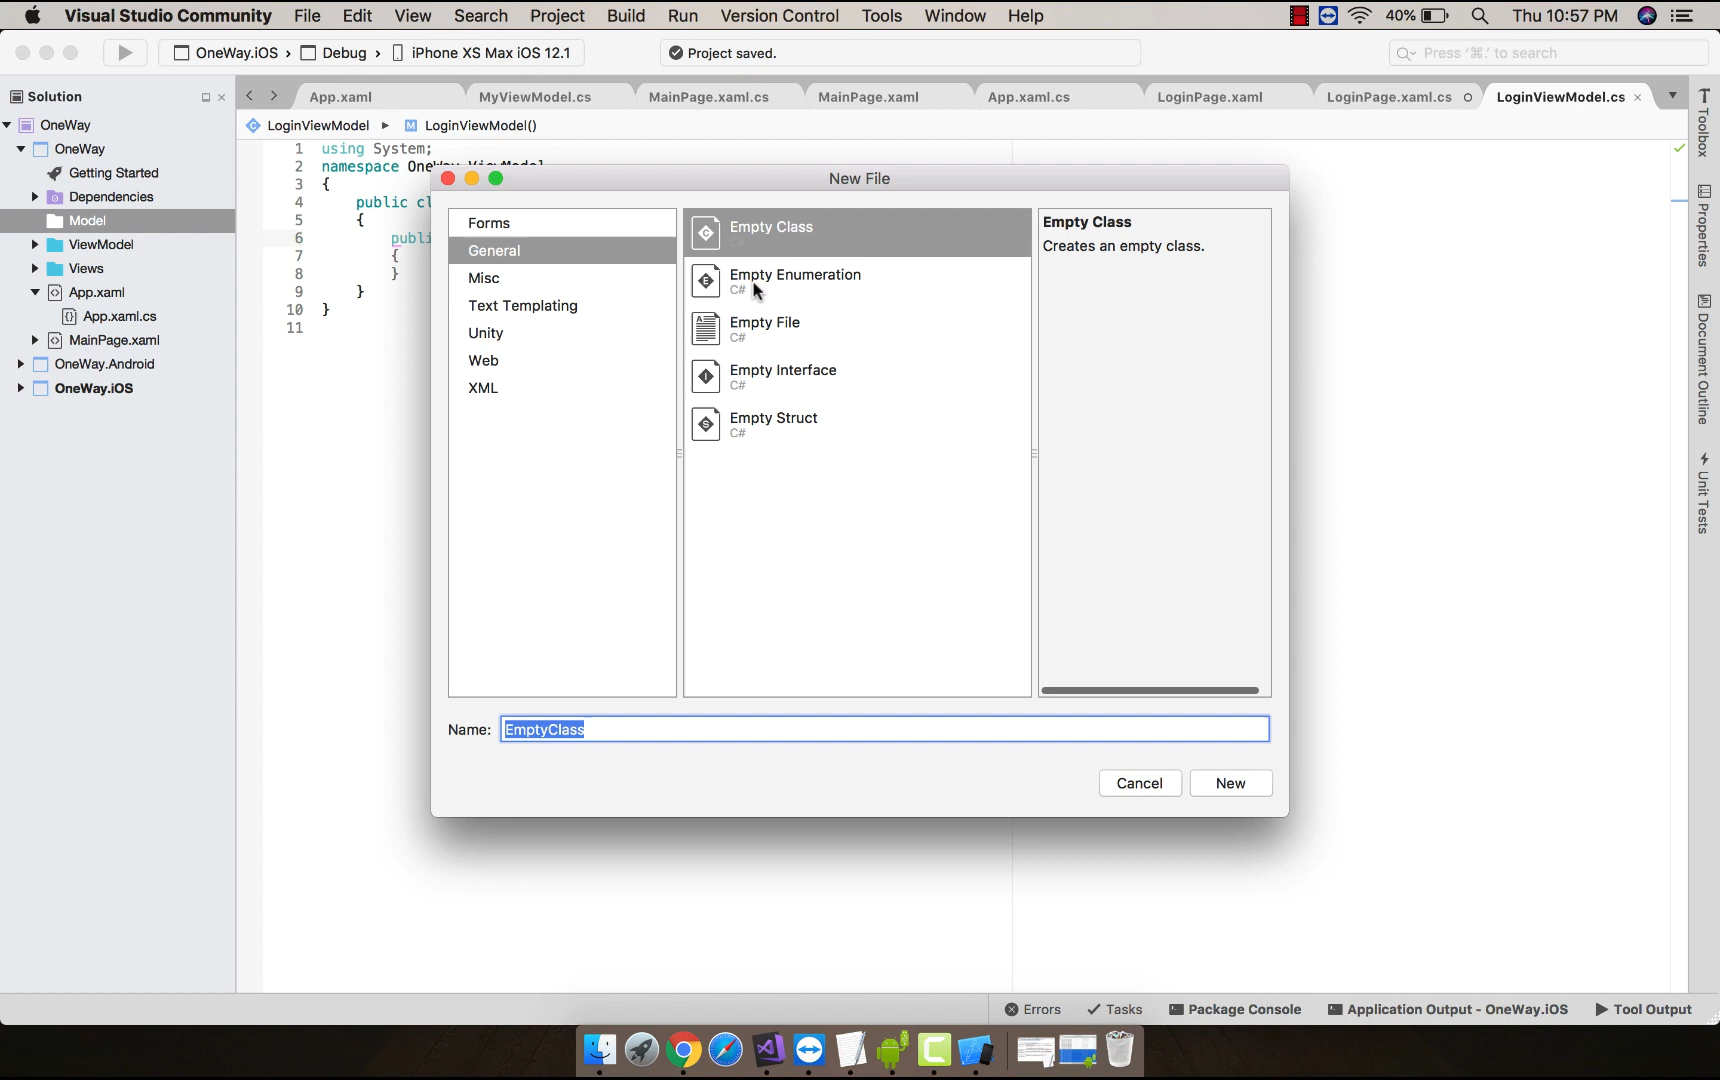 Visual Studio Community File Edit View Search Project Build Run Version Control Tools Window Help 40% Thu 10:57 PM
OneWay.iOS › Debug › iPhone XS Max iOS 12.1 Project saved. Press '⌘.' to search
Solution App.xaml MyViewModel.cs MainPage.xaml.cs MainPage.xaml App.xaml.cs LoginPage.xaml LoginPage.xaml.cs LoginViewModel.cs
LoginViewModel LoginViewModel()
OneWay
OneWay
Getting Started
Dependencies
Model
ViewModel
Views
App.xaml
App.xaml.cs
MainPage.xaml
OneWay.Android
OneWay.iOS
1 using System;
2 namespace
3 {
4 public
5 {
6
7 {
8 }
9 }
10 }
11
New File
Forms
General
Misc
Text Templating
Unity
Web
XML
Empty Class
C#
Empty Enumeration
C#
Empty File
C#
Empty Interface
C#
Empty Struct
C#
Empty Class
Creates an empty class.
Name: EmptyClass
Cancel New
Toolbox
Properties
Document Outline
Unit Tests
Errors Tasks Package Console Application Output - OneWay.iOS Tool Output